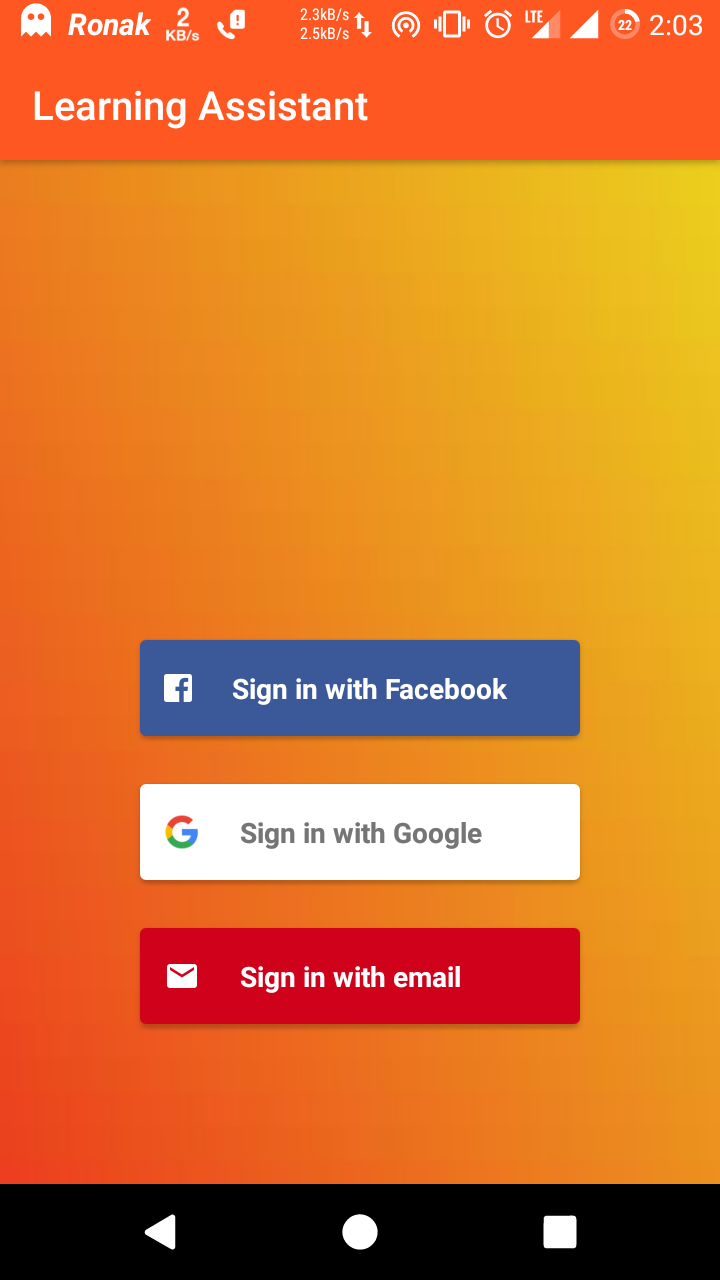 Ronak 2 KB/s 2.3kB/s 2.5kB/s LTE 22 2:03
Learning Assistant
Sign in with Facebook
Sign in with Google
Sign in with email